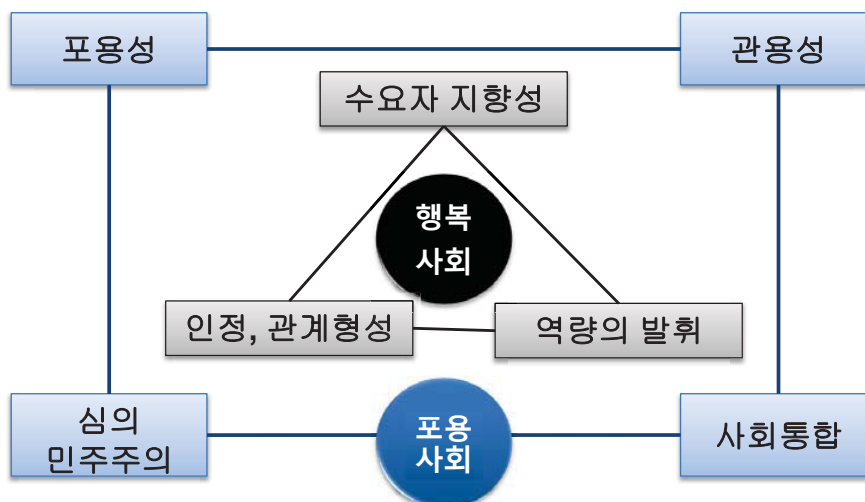 포용성
관용성
수요자 지향성
행복
사회
인정, 관계형성
역량의 발휘
심의
민주주의
포용
사회
사회통합